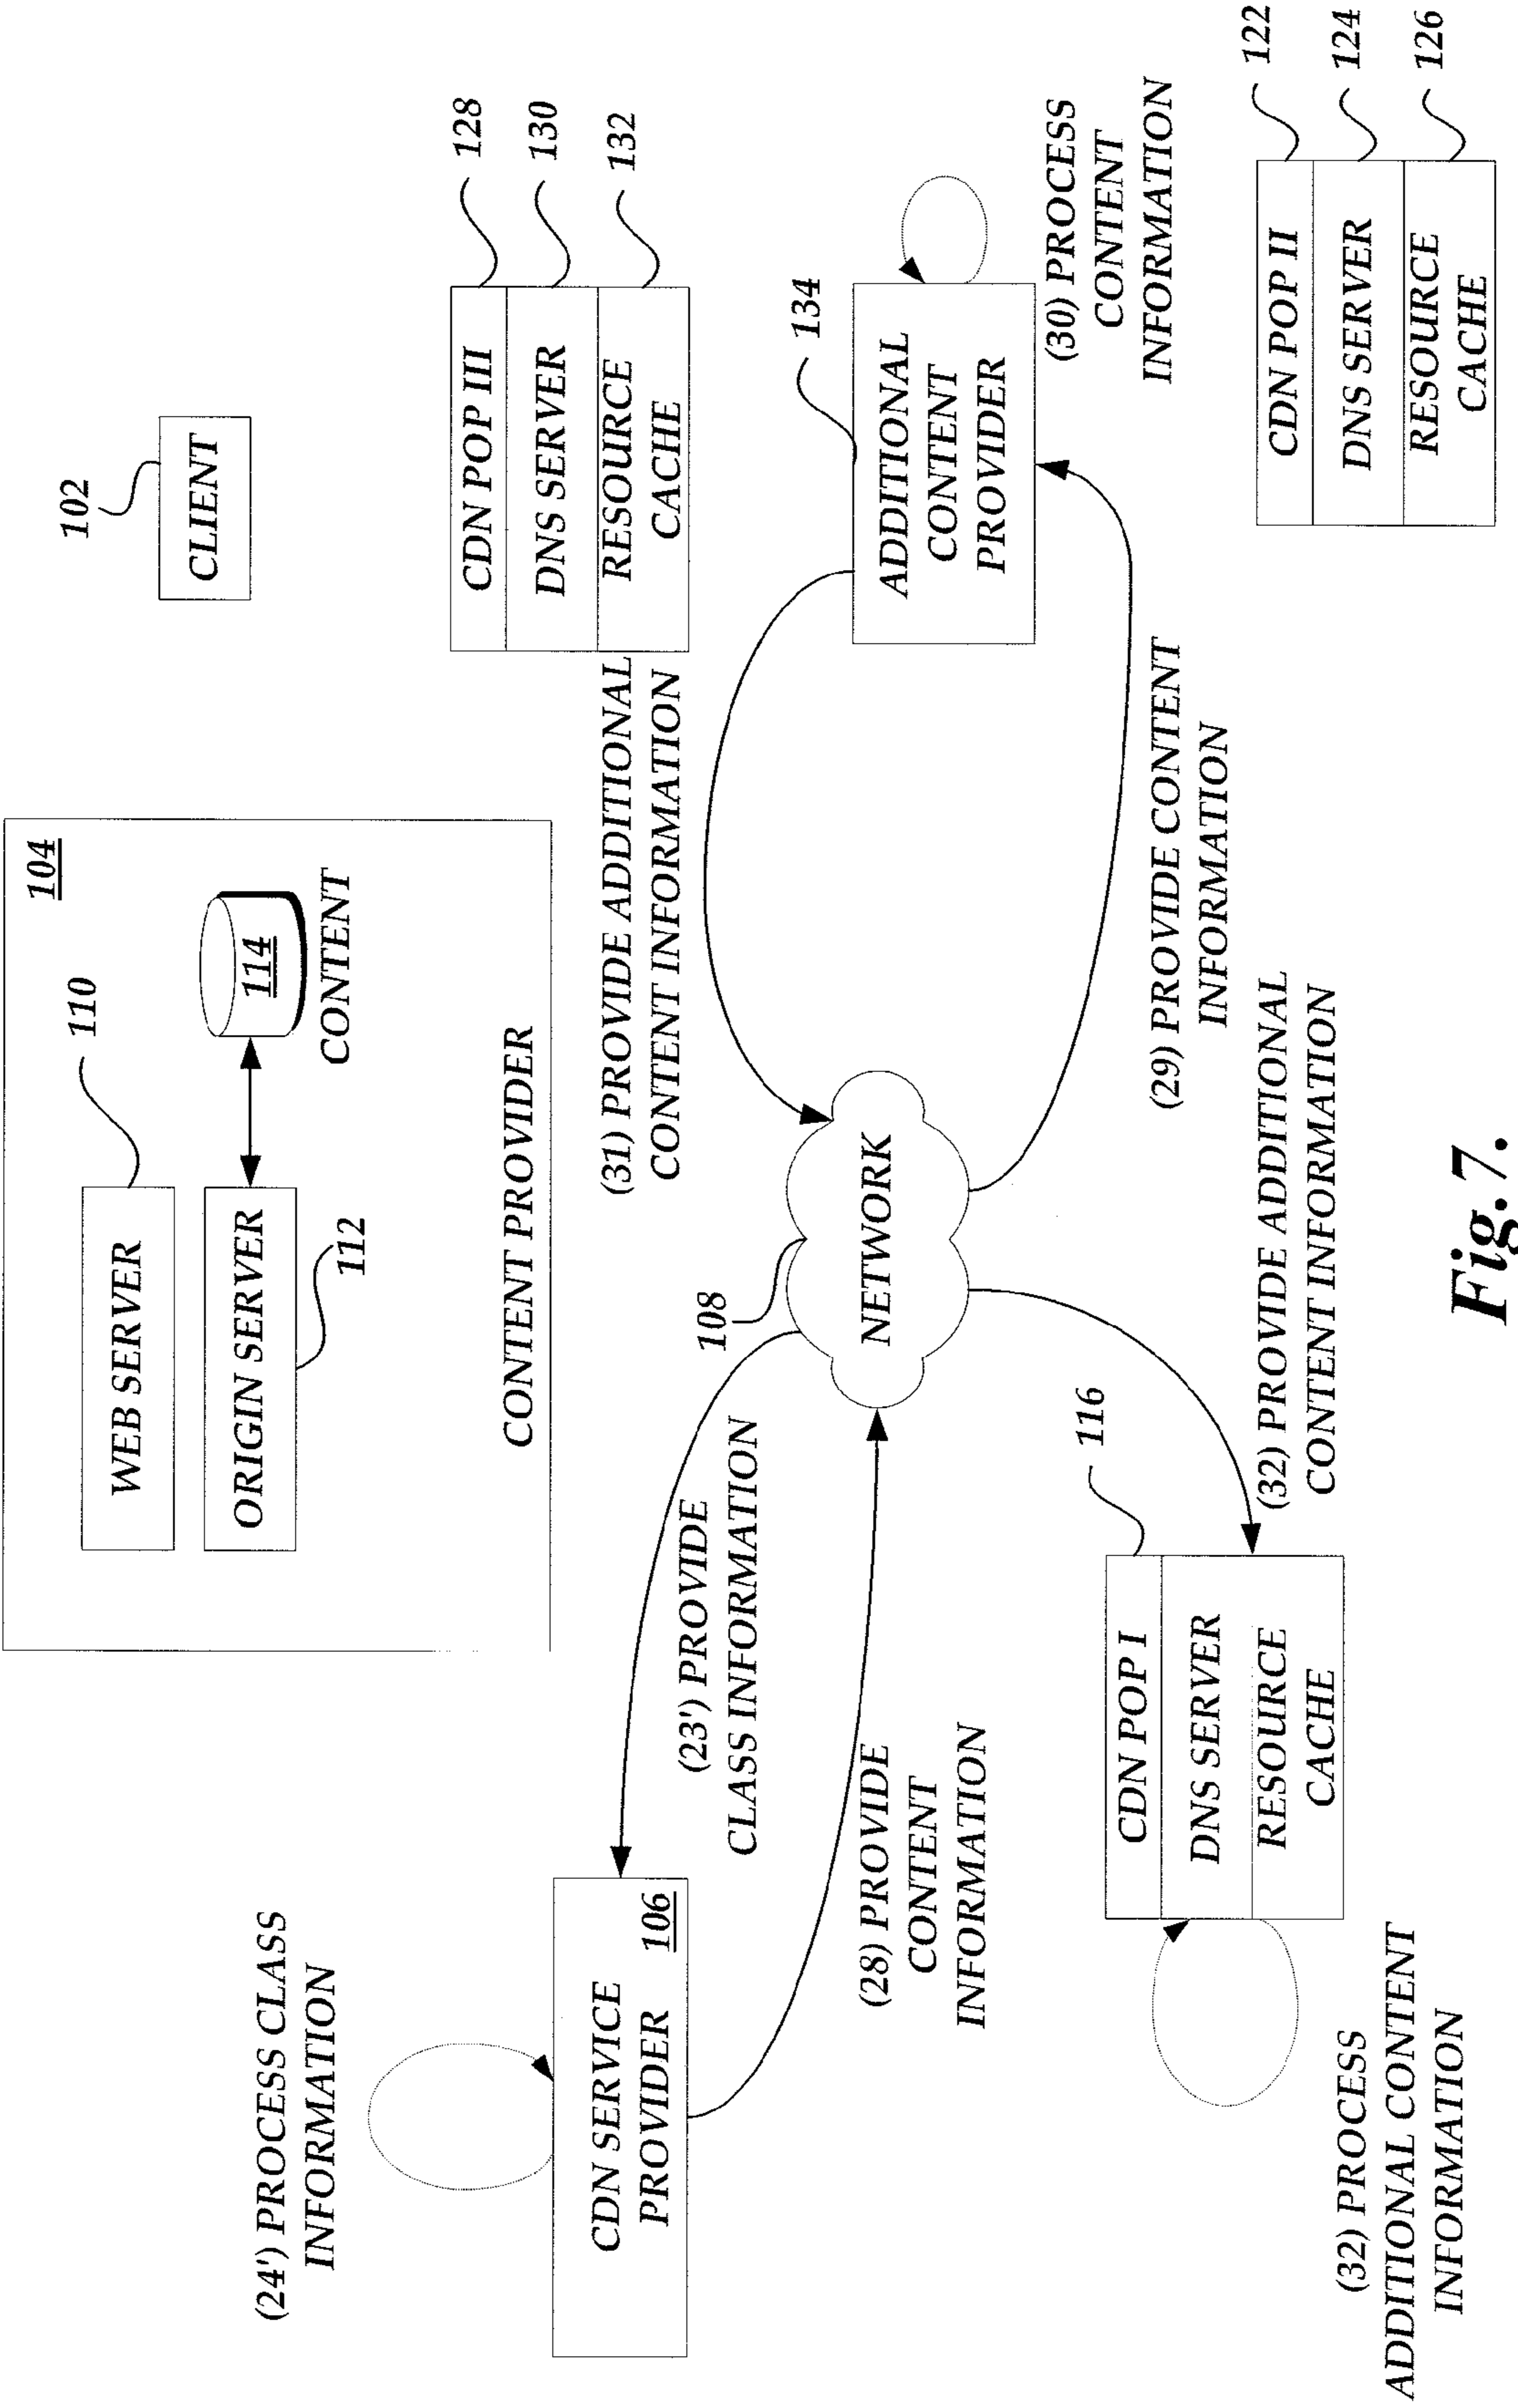 104
WEB SERVER
110
ORIGIN SERVER
112
114
CONTENT
CONTENT PROVIDER
102
CLIENT
(24') PROCESS CLASS
INFORMATION
CDN SERVICE
PROVIDER
106
(23') PROVIDE
CLASS INFORMATION
(28) PROVIDE
CONTENT
INFORMATION
108
NETWORK
(31) PROVIDE ADDITIONAL
CONTENT INFORMATION
CDN POP III
128
DNS SERVER
130
RESOURCE
CACHE
132
134
ADDITIONAL
CONTENT
PROVIDER
(30) PROCESS
CONTENT
INFORMATION
(29) PROVIDE CONTENT
INFORMATION
116
CDN POP I
DNS SERVER
RESOURCE
CACHE
(32) PROVIDE ADDITIONAL
CONTENT INFORMATION
(32) PROCESS
ADDITIONAL CONTENT
INFORMATION
CDN POP II
122
DNS SERVER
124
RESOURCE
CACHE
126
Fig.7.